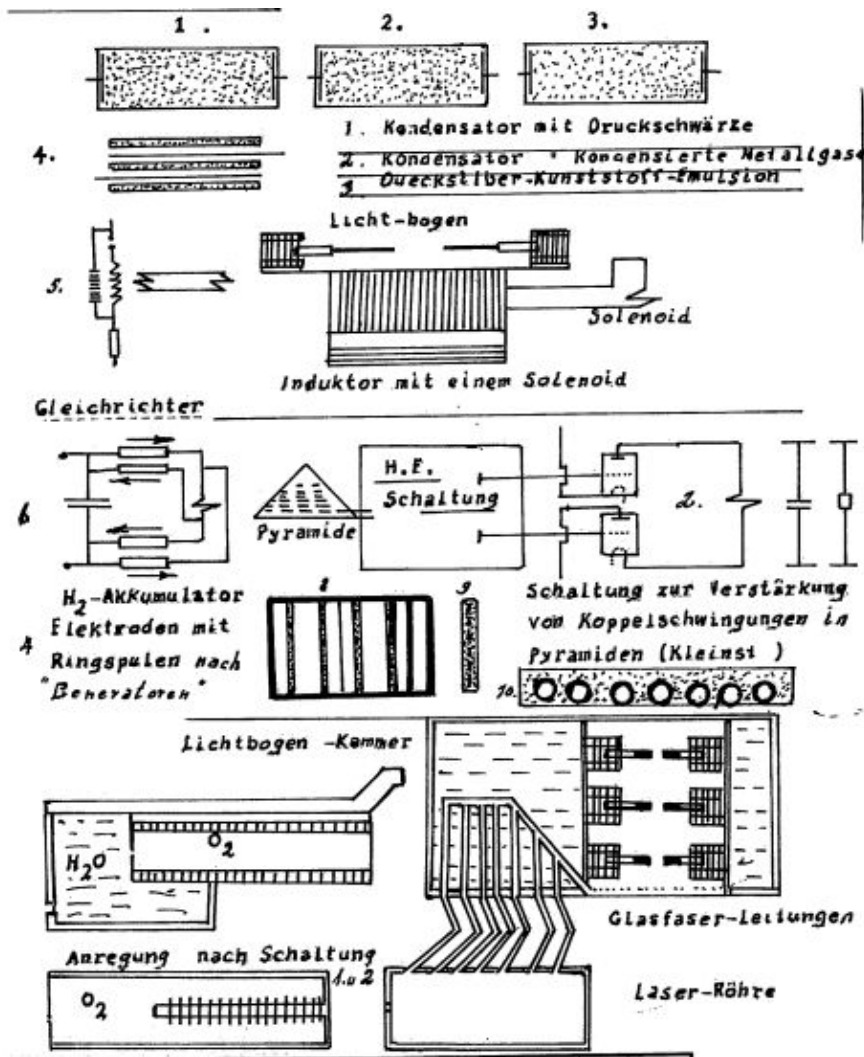 1. 2. 3.
1. Kondensator mit Druckschwärze
4.
2. Kondensator " Kondensierte Metallgase
3 Quecksilber-Kunststoff-Emulsion
Licht-bogen
5.
Solenoid
Induktor mit einem Solenoid
Gleichrichter
H.F.
Schaltung
2.
6
Pyramide
H₂-Akkumulator
8
9
Schaltung zur Verstärkung
Elektroden mit
von Koppelschwingungen in
Ringspulen nach
Pyramiden (Kleinst )
"Generatoren"
10.
Lichtbogen-Kammer
O₂
H₂O
Glasfaser-Leitungen
Anregung nach Schaltung
1.u 2
O₂
Laser-Röhre